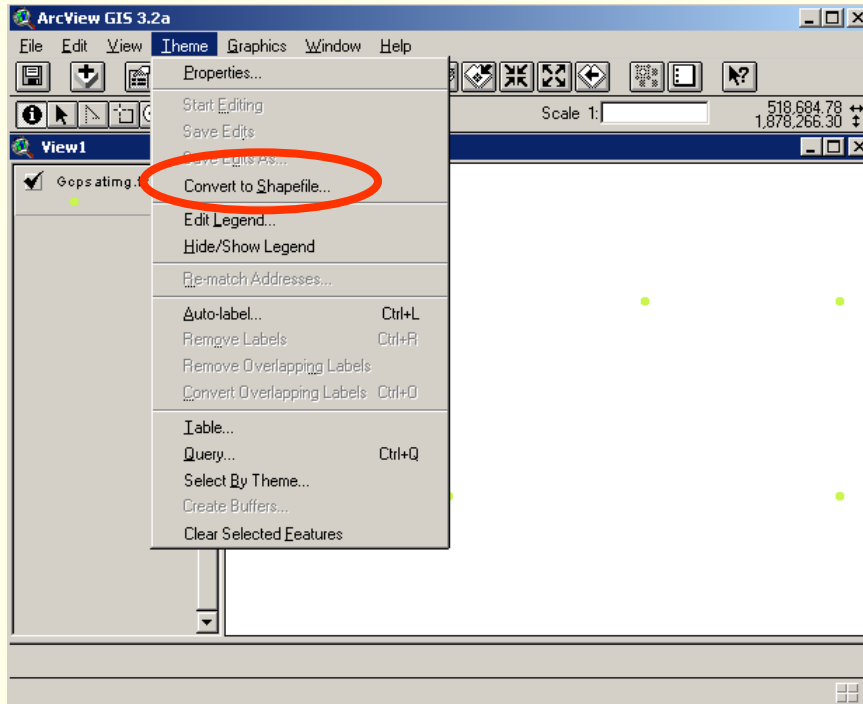 ArcView GIS 3.2a
File Edit View Theme Graphics Window Help
Properties...
Start Editing
Save Edits
Save Edits As...
Convert to Shapefile...
Edit Legend...
Hide/Show Legend
Re-match Addresses...
Auto-label... Ctrl+L
Remove Labels Ctrl+R
Remove Overlapping Labels
Convert Overlapping Labels Ctrl+O
Table...
Query... Ctrl+Q
Select By Theme...
Create Buffers...
Clear Selected Features
Scale 1:
518,684.78
1,878,266.30
View1